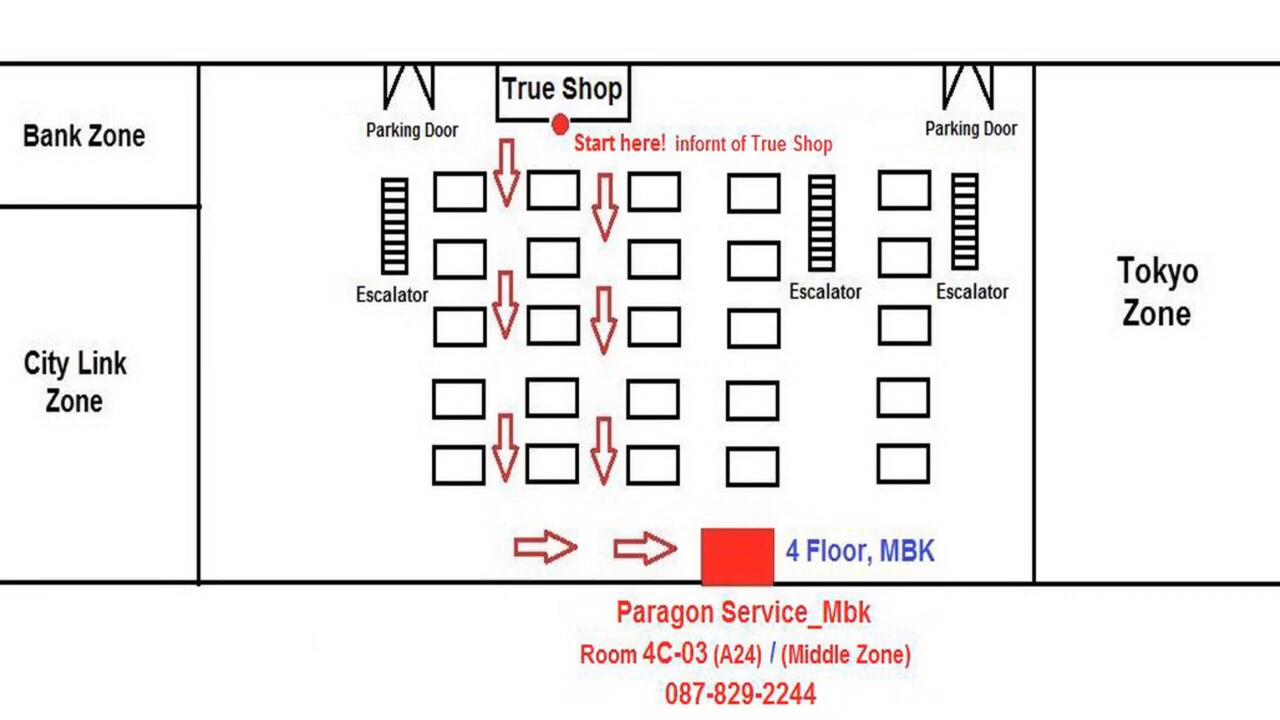 True Shop
Bank Zone
Parking Door
Parking Door
Start here! infornt of True Shop
Escalator
Escalator
Escalator
Tokyo
Zone
City Link
Zone
4 Floor, MBK
Paragon Service_Mbk
Room 4C-03 (A24) / (Middle Zone)
087-829-2244